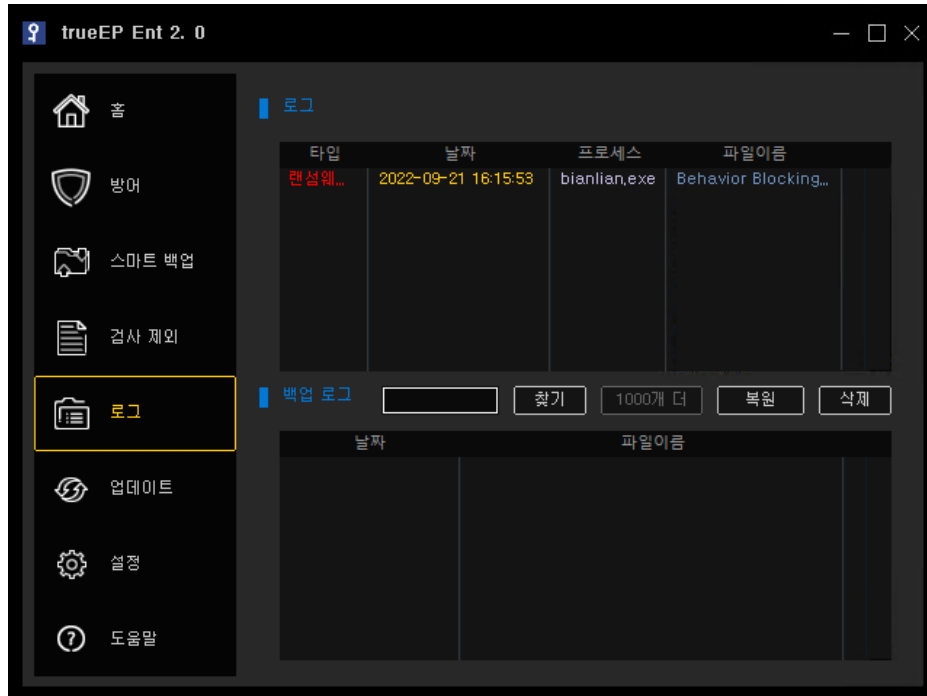 trueEP Ent 2. 0
홈
방어
스마트 백업
검사 제외
로그
업데이트
설정
도움말
로그
타입 날짜 프로세스 파일이름
랜섬웨... 2022-09-21 16:15:53 bianlian,exe Behavior Blocking...
백업 로그 찾기 1000개 더 복원 삭제
날짜 파일이름